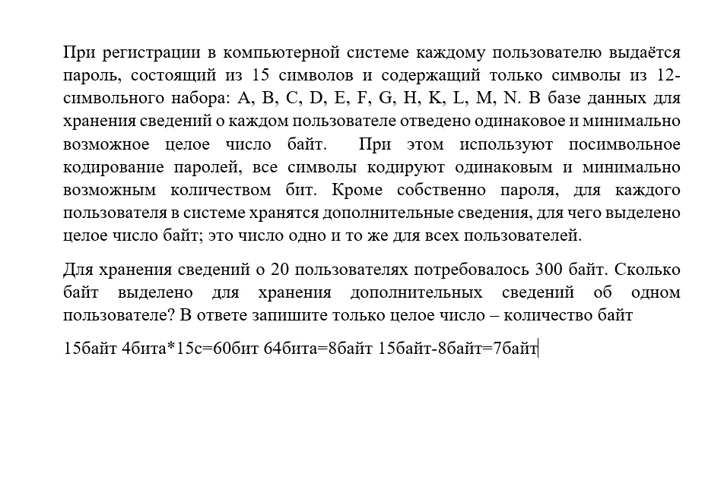 При регистрации в компьютерной системе каждому пользователю выдаётся
пароль, состоящий из 15 символов и содержащий только символы из 12-
символьного набора: A, B, C, D, E, F, G, H, K, L, M, N. В базе данных для
хранения сведений о каждом пользователе отведено одинаковое и минимально
возможное целое число байт. При этом используют посимвольное
кодирование паролей, все символы кодируют одинаковым и минимально
возможным количеством бит. Кроме собственно пароля, для каждого
пользователя в системе хранятся дополнительные сведения, для чего выделено
целое число байт; это число одно и то же для всех пользователей.
Для хранения сведений о 20 пользователях потребовалось 300 байт. Сколько
байт выделено для хранения дополнительных сведений об одном
пользователе? В ответе запишите только целое число – количество байт
15байт 4бита*15с=60бит 64бита=8байт 15байт-8байт=7байт